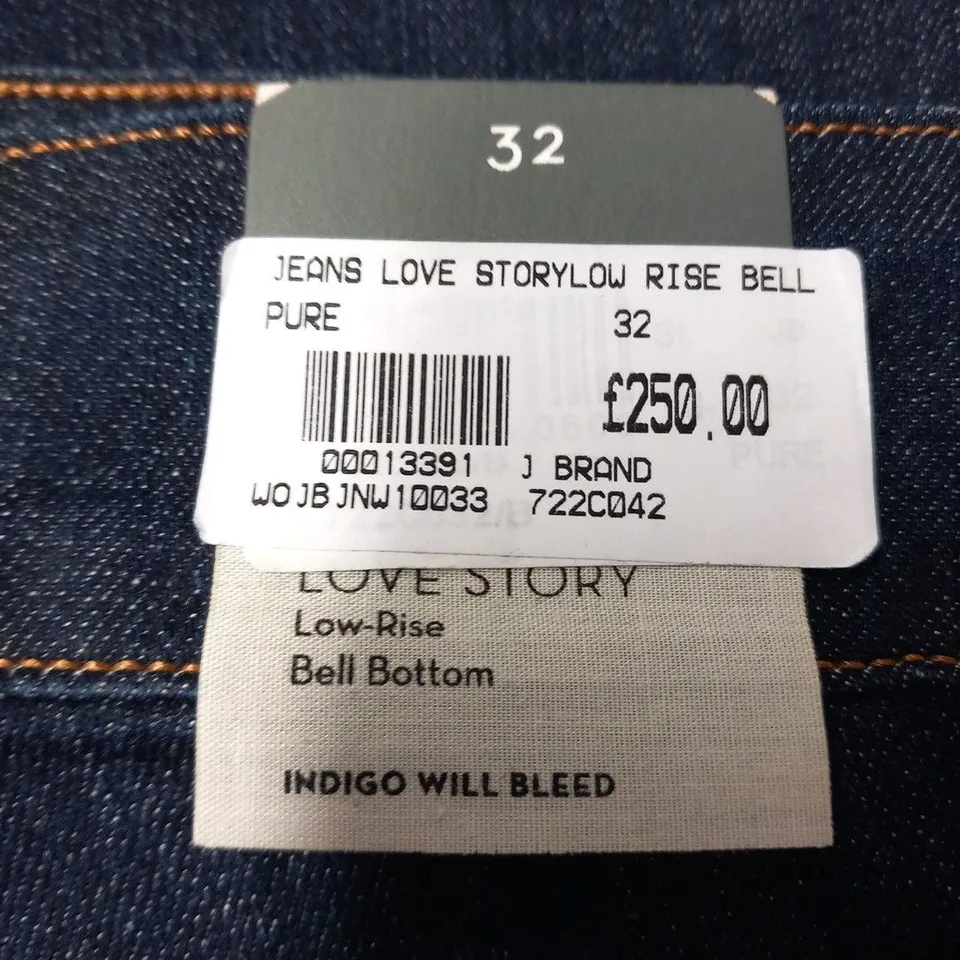 32
JEANS LOVE STORYLOW RISE BELL
PURE 32
£250.00
00013391 J BRAND
WOJBJNW10033 722C042
LOVE STORY
Low-Rise
Bell Bottom
INDIGO WILL BLEED